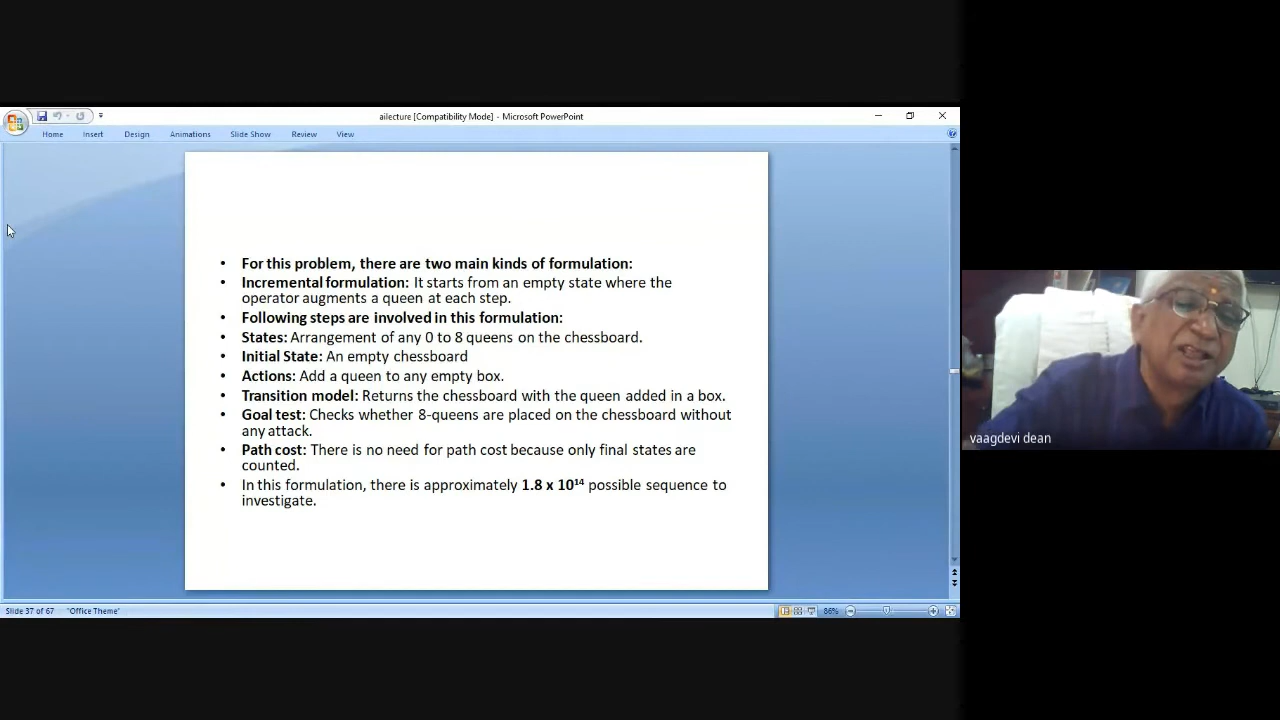 ailecture [Compatibility Mode] - Microsoft PowerPoint
Home Insert Design Animations Slide Show Review View
• For this problem, there are two main kinds of formulation:
• Incremental formulation: It starts from an empty state where the
operator augments a queen at each step.
• Following steps are involved in this formulation:
• States: Arrangement of any 0 to 8 queens on the chessboard.
• Initial State: An empty chessboard
• Actions: Add a queen to any empty box.
• Transition model: Returns the chessboard with the queen added in a box.
• Goal test: Checks whether 8-queens are placed on the chessboard without
any attack.
• Path cost: There is no need for path cost because only final states are
counted.
• In this formulation, there is approximately 1.8 x 10¹⁴ possible sequence to
investigate.
vaagdevi dean
Slide 37 of 67 "Office Theme" 86%